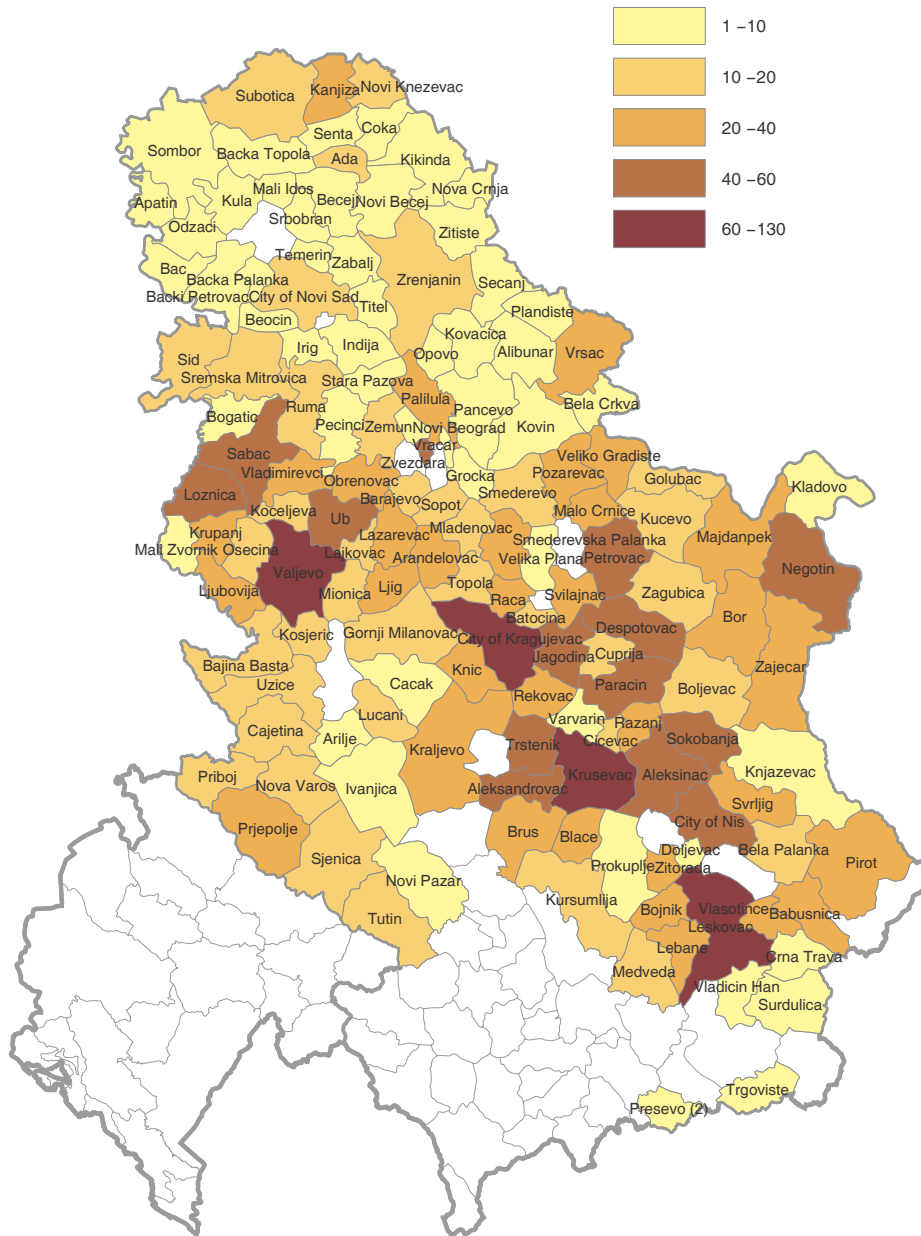 1 –10
10 –20
20 –40
40 –60
60 –130
Subotica
Kanjiza
Novi Knezevac
Senta
Coka
Sombor
Backa Topola
Ada
Kikinda
Mali Idos
Becej
Novi Becej
Nova Crnja
Apatin
Kula
Srbobran
Odzaci
Zitiste
Temerin
Zabalj
Bac
Backa Palanka
Zrenjanin
Secanj
Backi Petrovac
City of Novi Sad
Titel
Plandiste
Beocin
Kovacica
Irig
Indija
Opovo
Alibunar
Vrsac
Sid
Sremska Mitrovica
Stara Pazova
Palilula
Bela Crkva
Ruma
Pancevo
Bogatic
Pecinci
Zemun
Novi Beograd
Kovin
Vracar
Sabac
Zvezdara
Veliko Gradiste
Vladimirevci
Obrenovac
Grocka
Pozarevac
Golubac
Kladovo
Loznica
Barajevo
Smederevo
Koceljeva
Ub
Sopot
Malo Crnice
Kucevo
Krupanj
Lazarevac
Mladenovac
Smederevska Palanka
Majdanpek
Mali Zvornik
Osecina
Lajkovac
Arandelovac
Velika Plana
Petrovac
Negotin
Valjevo
Ljubovija
Mionica
Ljig
Topola
Raca
Svilajnac
Zagubica
Bor
Batocina
Kosjeric
Gornji Milanovac
City of Kragujevac
Despotovac
Bajina Basta
Knic
Jagodina
Cuprija
Zajecar
Uzice
Cacak
Rekovac
Paracin
Boljevac
Cajetina
Lucani
Varvarin
Razanj
Arilje
Kraljevo
Trstenik
Cicevac
Sokobanja
Priboj
Nova Varos
Ivanjica
Aleksandrovac
Krusevac
Aleksinac
Knjazevac
Svrljig
Prjepolje
Brus
Blace
City of Nis
Sjenica
Doljevac
Bela Palanka
Pirot
Novi Pazar
Prokuplje
Zitorada
Kursumlija
Bojnik
Vlasotince
Babusnica
Tutin
Leskovac
Lebane
Crna Trava
Medveda
Vladicin Han
Surdulica
Trgoviste
Presevo (2)